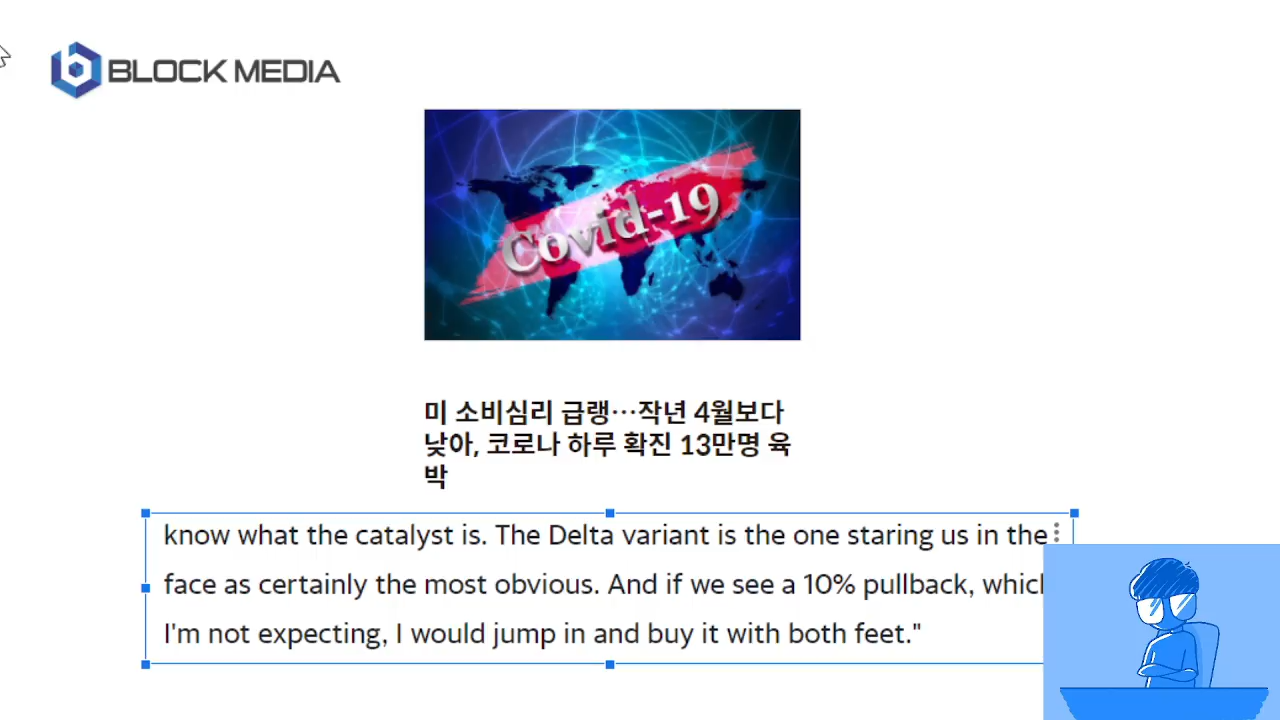 BLOCK MEDIA
Covid-19
미 소비심리 급랭…작년 4월보다
낮아, 코로나 하루 확진 13만명 육
박
know what the catalyst is. The Delta variant is the one staring us in the
face as certainly the most obvious. And if we see a 10% pullback, which
I'm not expecting, I would jump in and buy it with both feet."